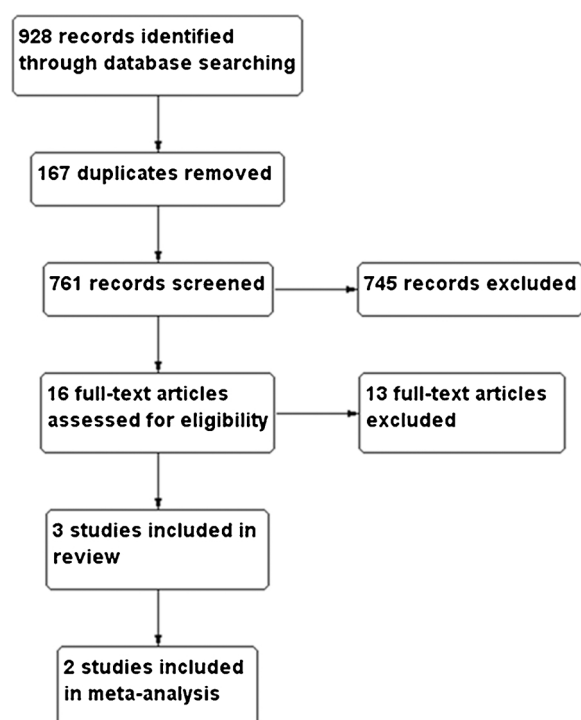 928 records identified
through database searching
167 duplicates removed
761 records screened
745 records excluded
16 full-text articles
assessed for eligibility
13 full-text articles
excluded
3 studies included in
review
2 studies included
in meta-analysis